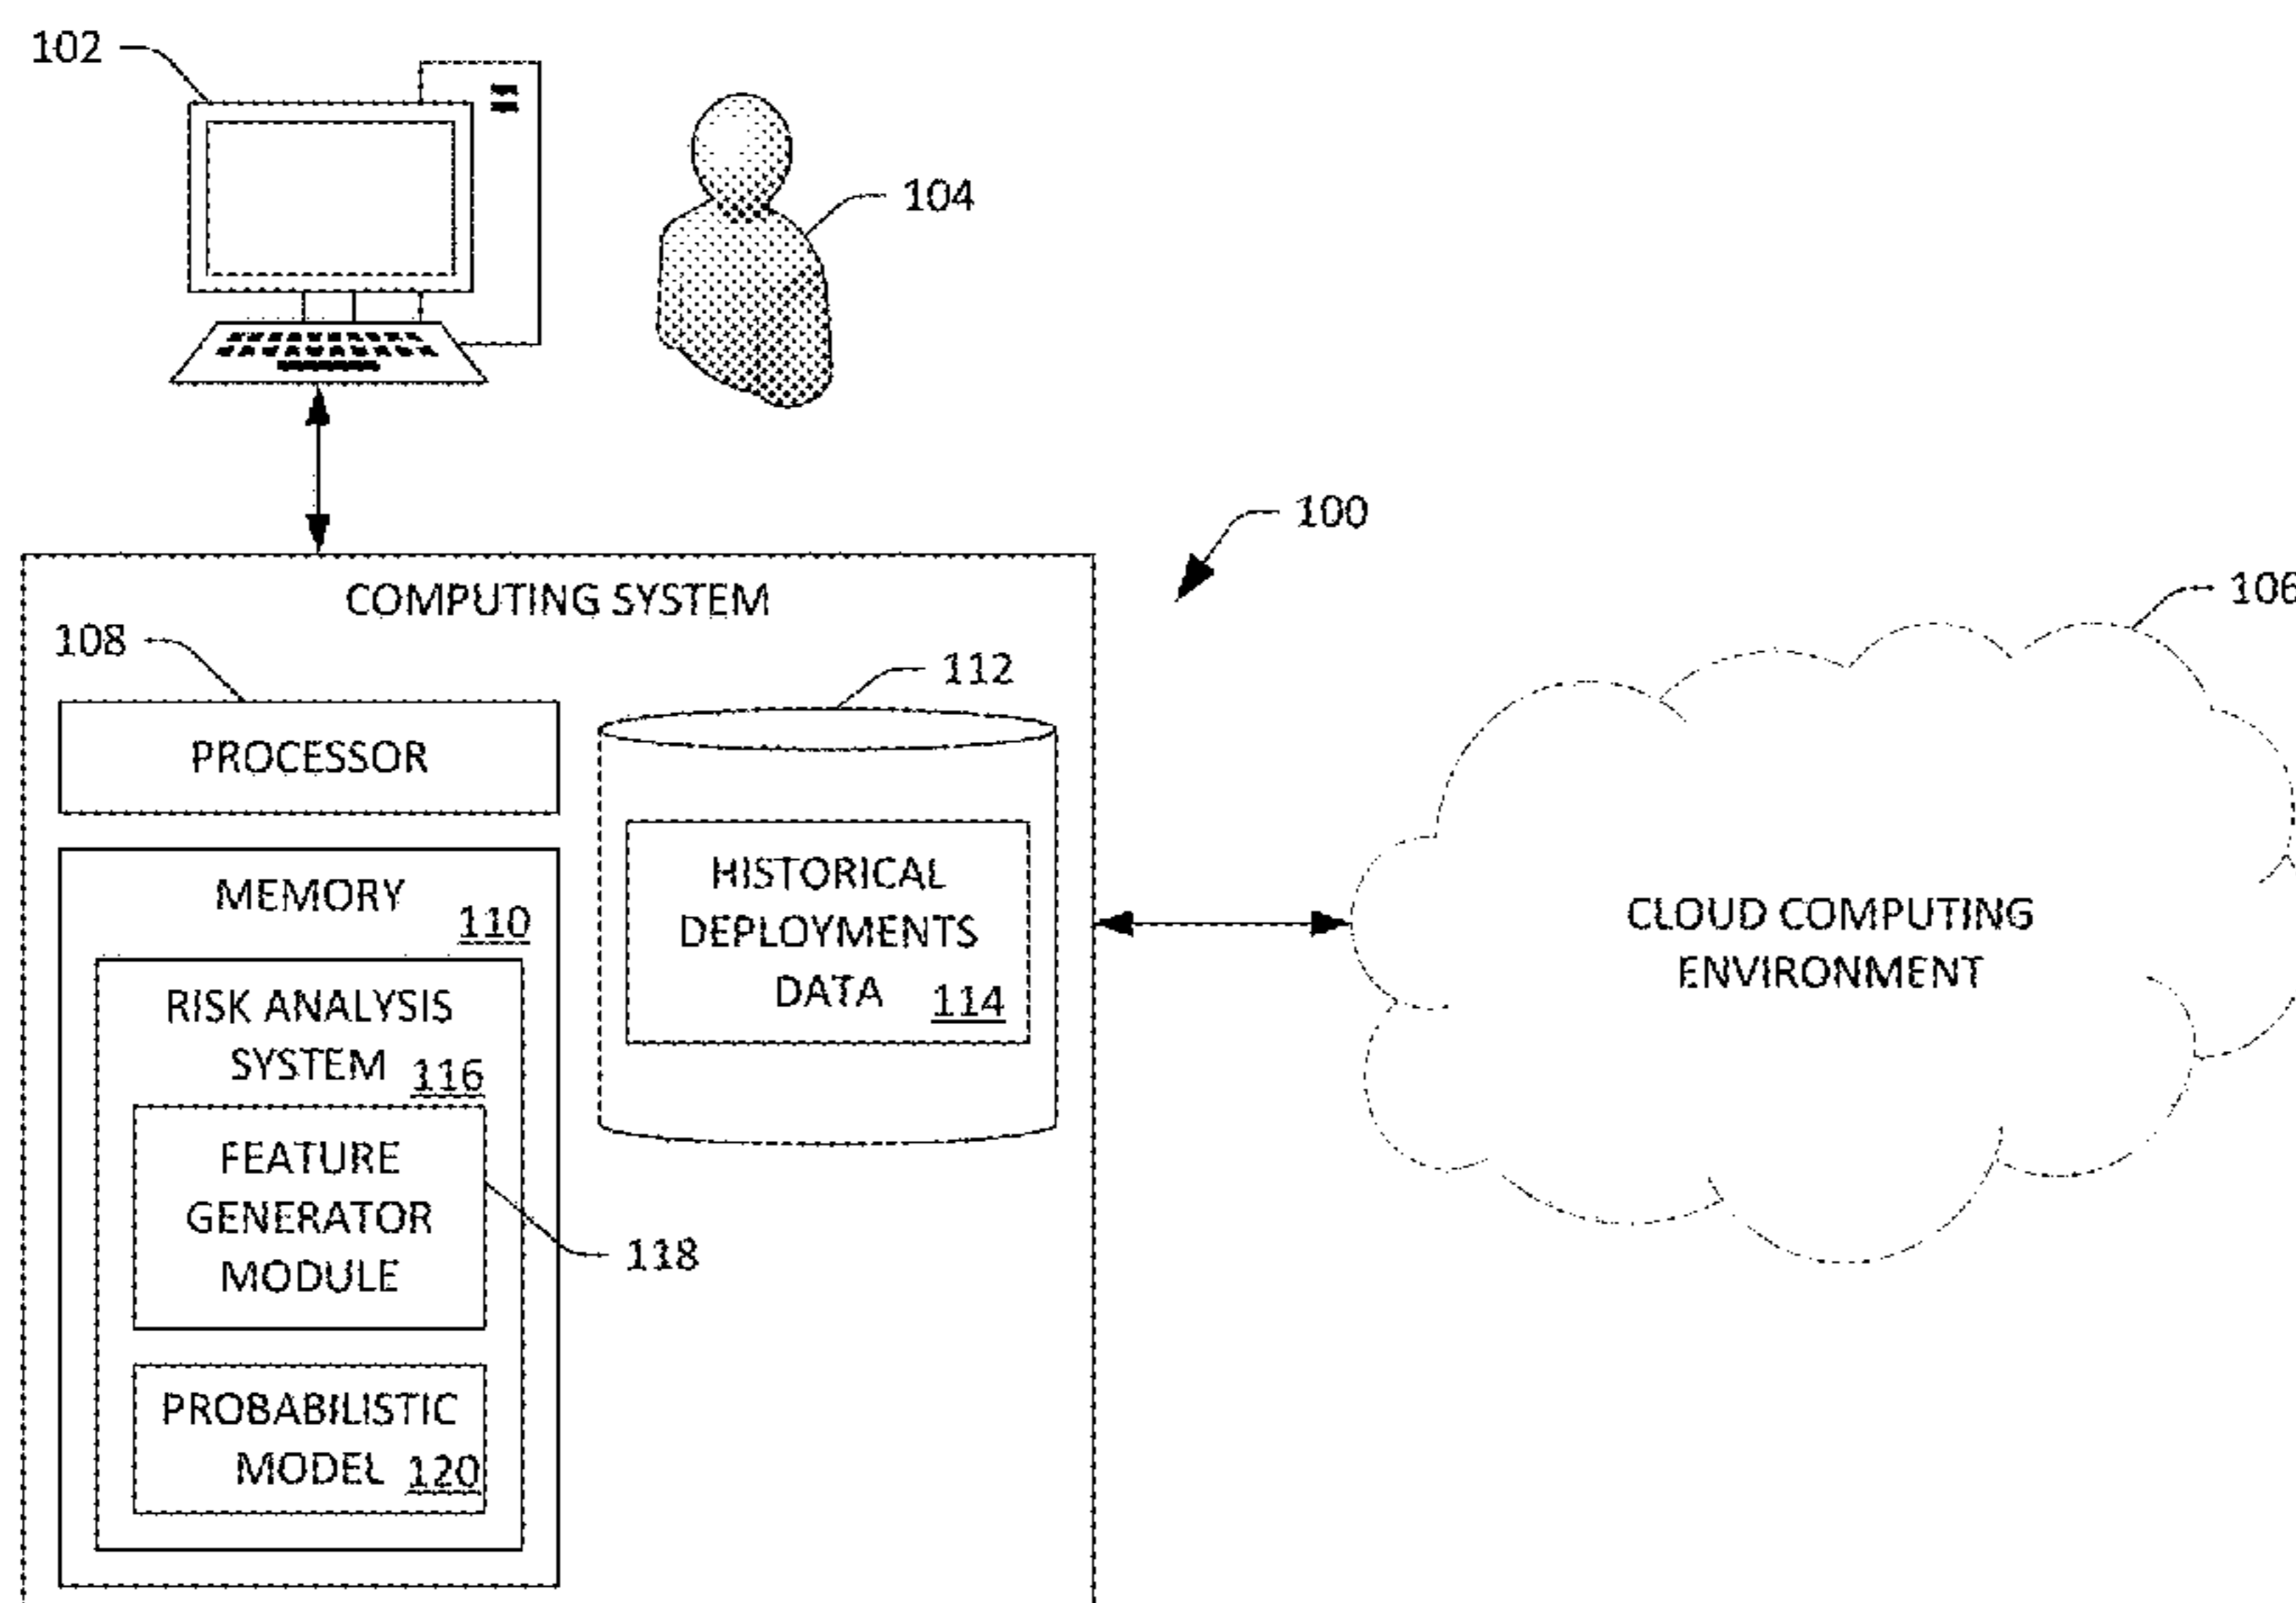 102
104
100
COMPUTING SYSTEM
106
108
112
PROCESSOR
HISTORICAL
DEPLOYMENTS
DATA 114
MEMORY
110
CLOUD COMPUTING
ENVIRONMENT
RISK ANALYSIS
SYSTEM 116
FEATURE
GENERATOR
MODULE
118
PROBABILISTIC
MODEL 120